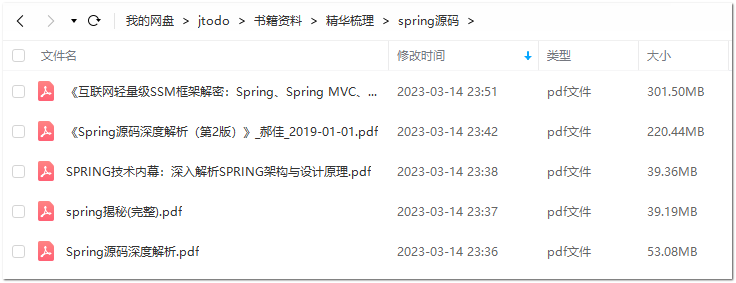 我的网盘 > jtodo > 书籍资料 > 精华梳理 > spring源码 >
文件名 修改时间 类型 大小
《互联网轻量级SSM框架解密：Spring、Spring MVC、... 2023-03-14 23:51 pdf文件 301.50MB
《Spring源码深度解析（第2版）》_郝佳_2019-01-01.pdf 2023-03-14 23:42 pdf文件 220.44MB
SPRING技术内幕：深入解析SPRING架构与设计原理.pdf 2023-03-14 23:38 pdf文件 39.36MB
spring揭秘(完整).pdf 2023-03-14 23:37 pdf文件 39.19MB
Spring源码深度解析.pdf 2023-03-14 23:36 pdf文件 53.08MB